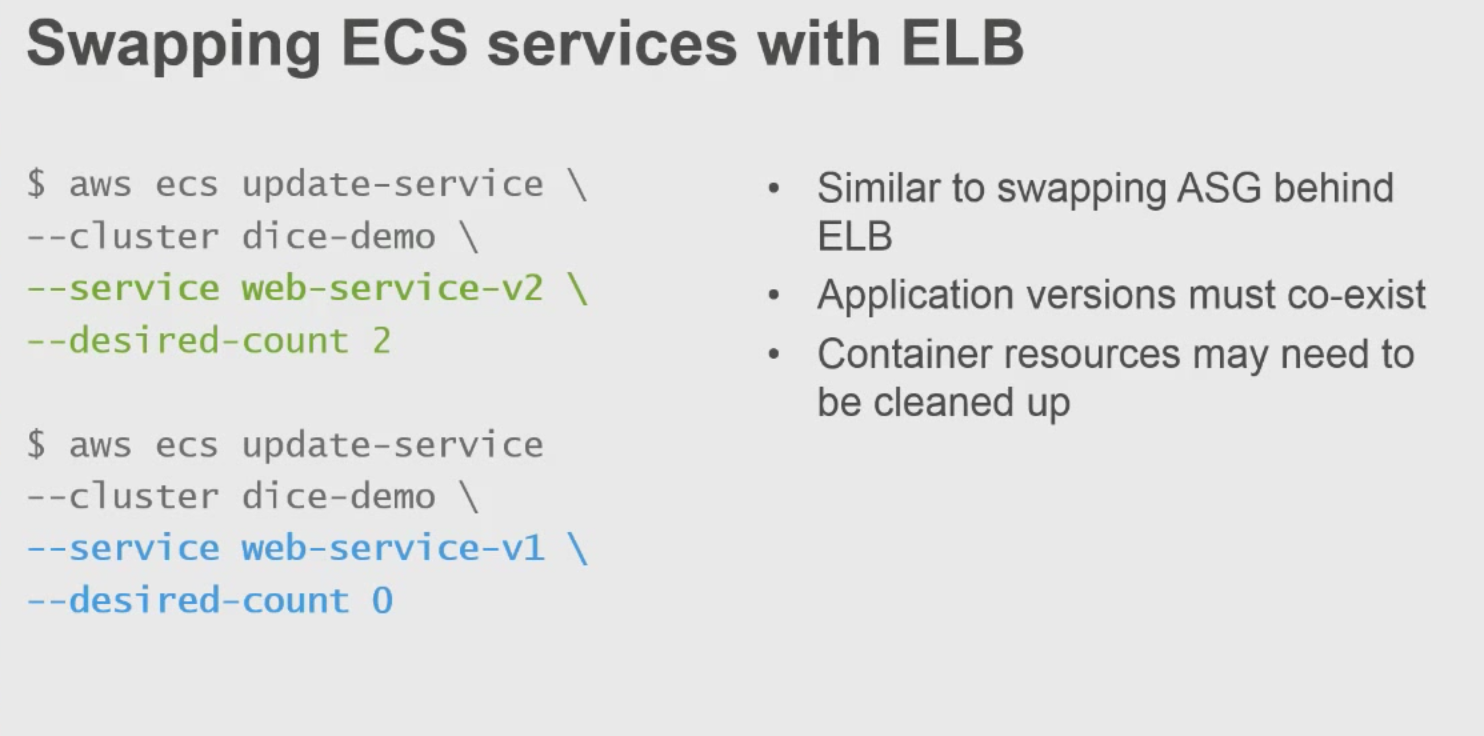 Swapping ECS services with ELB
$ aws ecs update-service \
--cluster dice-demo \
--service web-service-v2 \
--desired-count 2
$ aws ecs update-service
--cluster dice-demo \
--service web-service-v1 \
--desired-count 0
• Similar to swapping ASG behind
ELB
• Application versions must co-exist
• Container resources may need to
be cleaned up